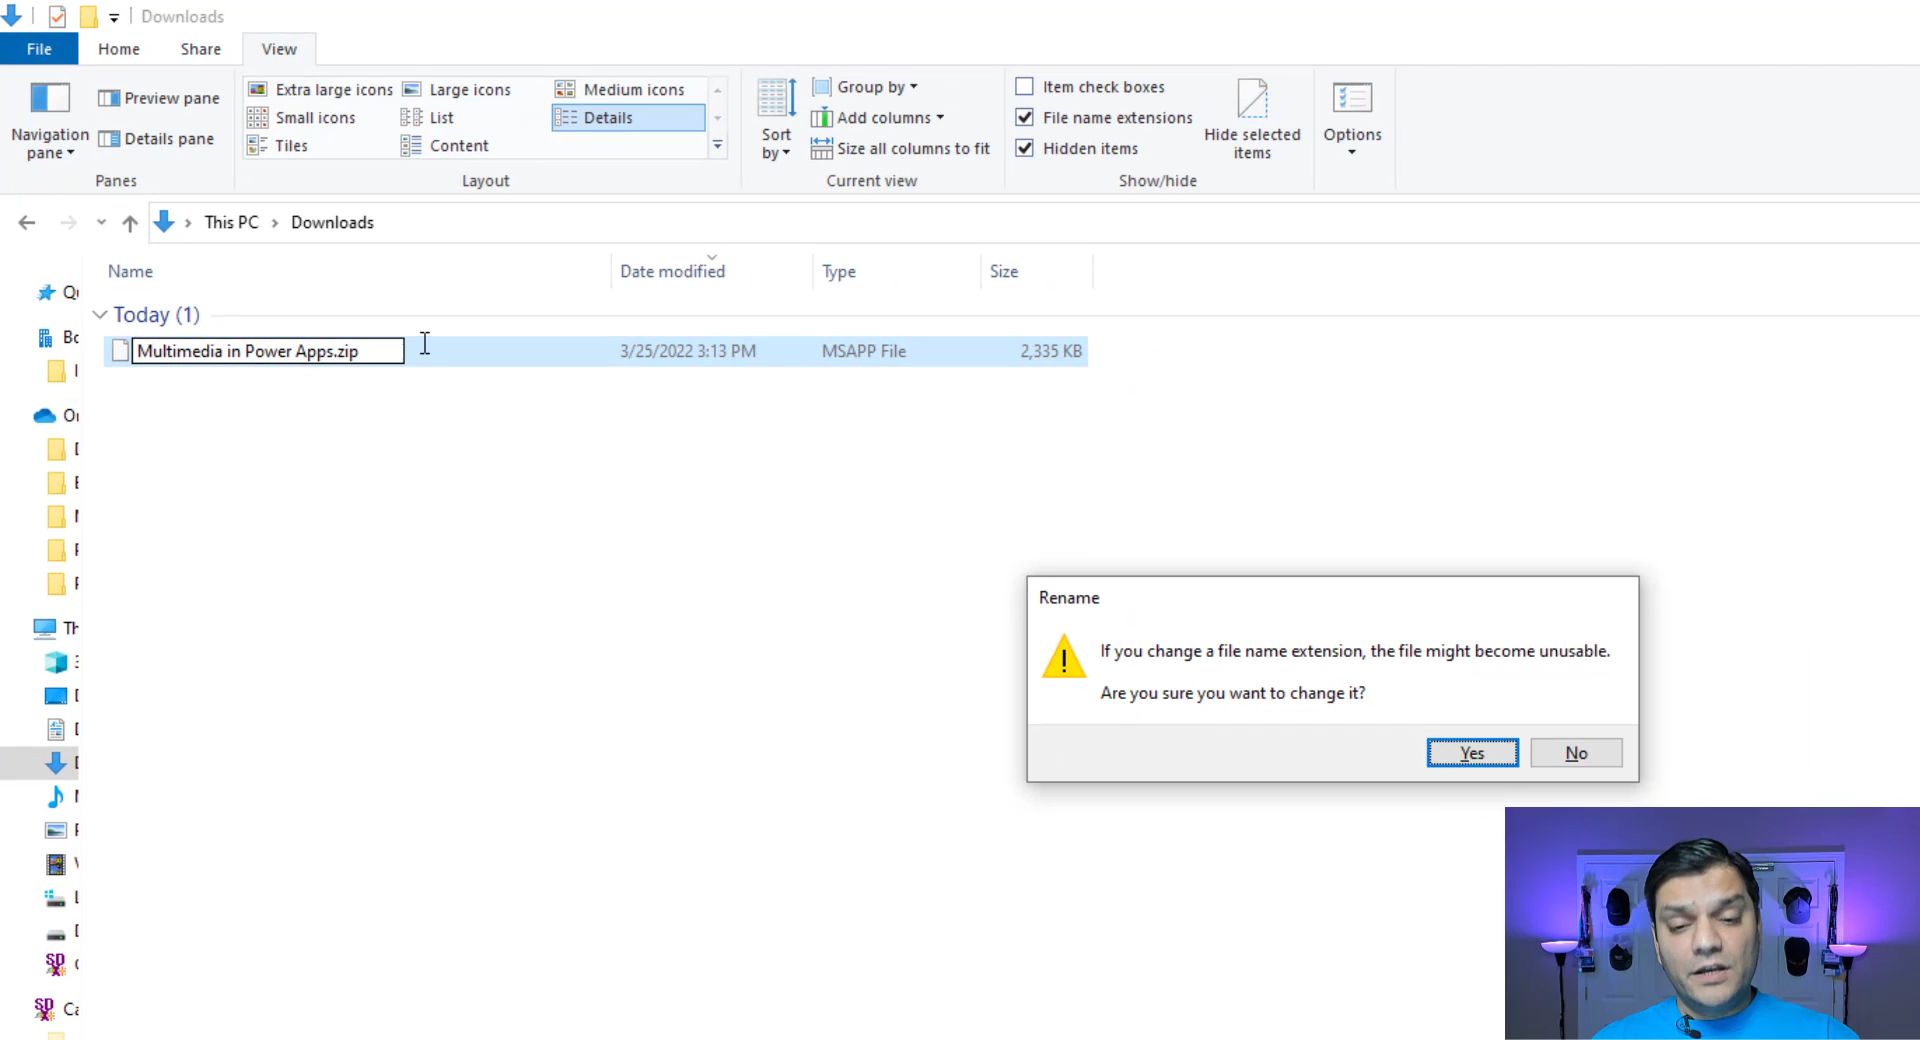 Downloads
File Home Share View
Navigation pane
Preview pane
Details pane
Panes
Extra large icons Large icons Medium icons
Small icons List Details
Tiles Content
Layout
Sort by
Group by
Add columns
Size all columns to fit
Current view
Item check boxes
File name extensions
Hidden items
Hide selected items
Show/hide
Options
This PC Downloads
Name Date modified Type Size
Today (1)
Multimedia in Power Apps.zip 3/25/2022 3:13 PM MSAPP File 2,335 KB
Rename
If you change a file name extension, the file might become unusable.
Are you sure you want to change it?
Yes No